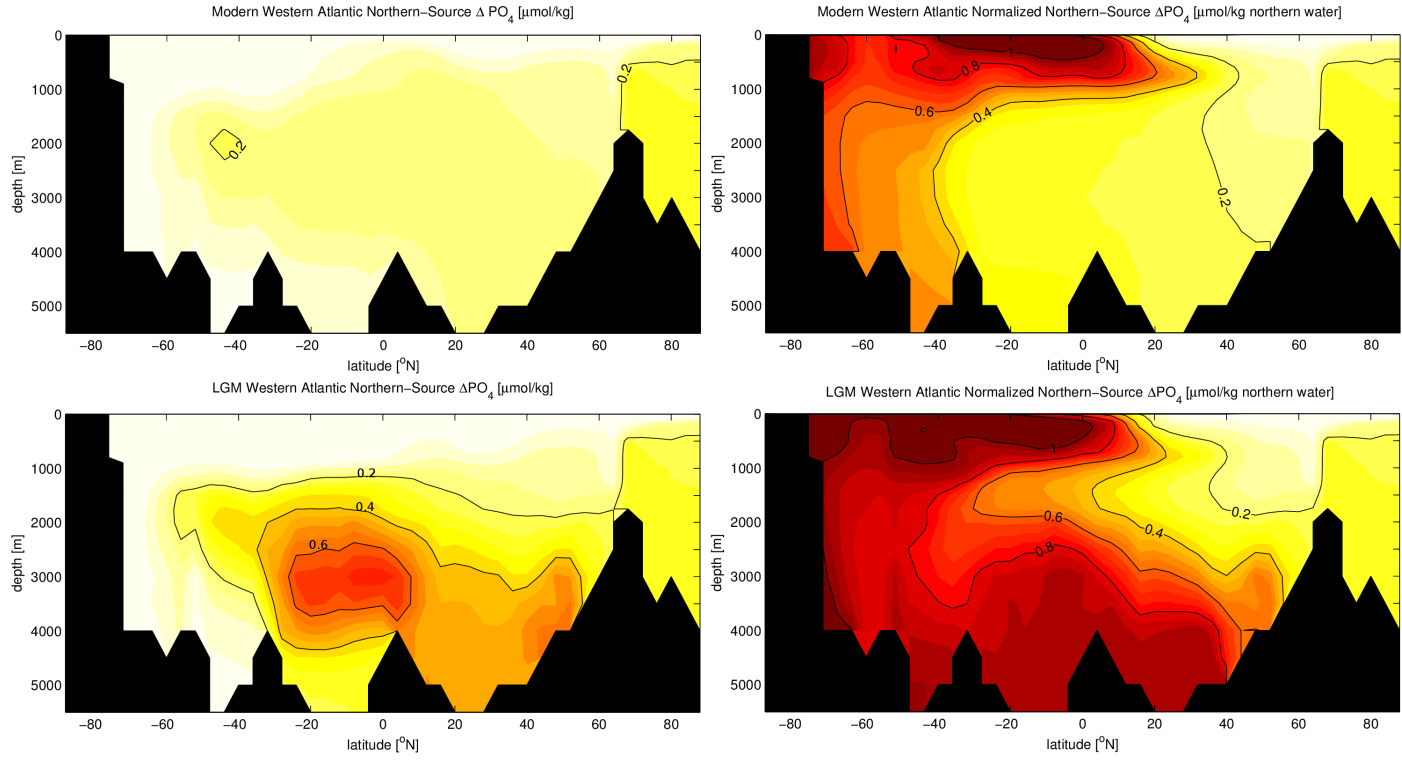 Modern Western Atlantic Northern−Source Δ PO4 [μmol/kg]
0.2
0.2
0
1000
2000
3000
4000
5000
depth [m]
−80 −60 −40 −20 0 20 40 60 80
latitude [oN]
Modern Western Atlantic Normalized Northern−Source ΔPO4 [μmol/kg northern water]
1
0.8
0.6
0.4
0.2
0
1000
2000
3000
4000
5000
depth [m]
−80 −60 −40 −20 0 20 40 60 80
latitude [oN]
LGM Western Atlantic Northern−Source ΔPO4 [μmol/kg]
0.2
0.4
0.6
0
1000
2000
3000
4000
5000
depth [m]
−80 −60 −40 −20 0 20 40 60 80
latitude [oN]
LGM Western Atlantic Normalized Northern−Source ΔPO4 [μmol/kg northern water]
1
0.2
0.6
0.4
0.8
0
1000
2000
3000
4000
5000
depth [m]
−80 −60 −40 −20 0 20 40 60 80
latitude [oN]